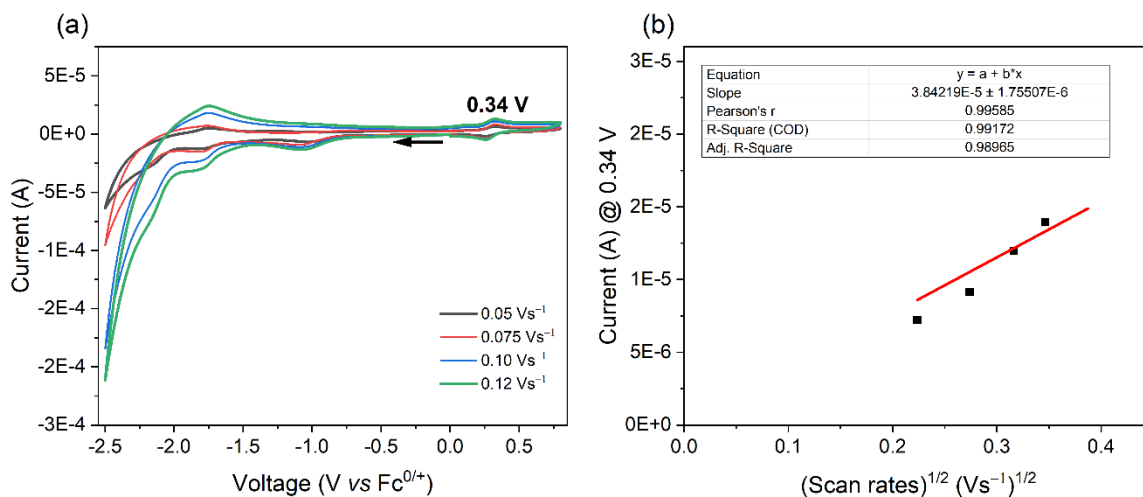 (a)
0.34 V
5E-5
0E+0
-5E-5
-1E-4
-2E-4
-2E-4
-3E-4
Current (A)
0.05 Vs⁻¹
0.075 Vs⁻¹
0.10 Vs⁻¹
0.12 Vs⁻¹
-2.5 -2.0 -1.5 -1.0 -0.5 0.0 0.5
Voltage (V vs Fc⁰/⁺)
(b)
3E-5
2E-5
2E-5
1E-5
5E-6
0E+0
Current (A) @ 0.34 V
Equation y = a + b*x
Slope 3.84219E-5 ± 1.75507E-6
Pearson's r 0.99585
R-Square (COD) 0.99172
Adj. R-Square 0.98965
0.0 0.1 0.2 0.3 0.4
(Scan rates)¹/² (Vs⁻¹)¹/²